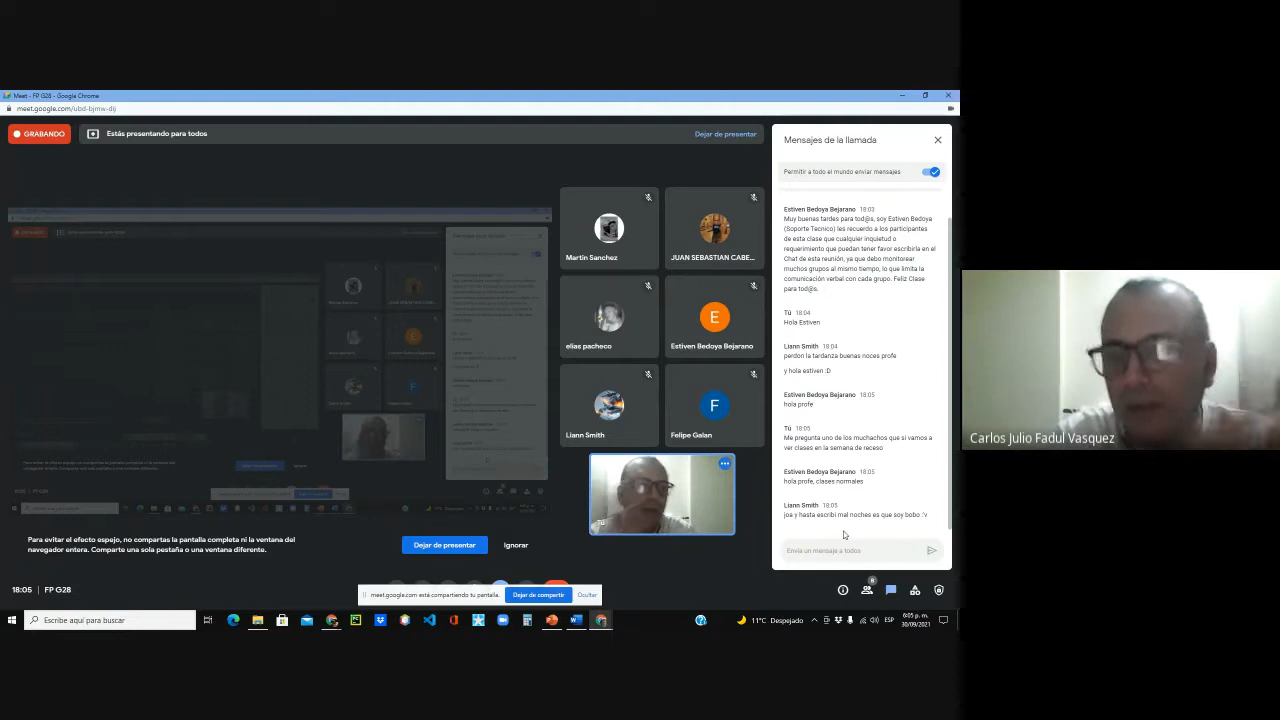 Meet - FP G28 - Google Chrome
meet.google.com/ubd-bjmw-dij
GRABANDO
Estás presentando para todos
Dejar de presentar
Mensajes de la llamada
Permitir a todo el mundo enviar mensajes
Estiven Bedoya Bejarano 18:03
Muy buenas tardes para tod@s, soy Estiven Bedoya
(Soporte Tecnico) les recuerdo a los participantes
de esta clase que cualquier inquietud o
requerimiento que puedan tener favor escribirla en el
Chat de esta reunión, ya que debo monitorear
muchos grupos al mismo tiempo, lo que limita la
comunicación verbal con cada grupo. Feliz Clase
para tod@s.
Tú 18:04
Hola Estiven
Liann Smith 18:04
perdon la tardanza buenas noces profe
y hola estiven :D
Estiven Bedoya Bejarano 18:05
hola profe
Tú 18:05
Me pregunta uno de los muchachos que si vamos a
ver clases en la semana de receso
Estiven Bedoya Bejarano 18:05
hola profe, clases normales
Liann Smith 18:05
joa y hasta escribi mal noches es que soy bobo :'v
Envía un mensaje a todos
Martin Sanchez
JUAN SEBASTIAN CABE...
elias pacheco
Estiven Bedoya Bejarano
Liann Smith
Felipe Galan
Tú
Para evitar el efecto espejo, no compartas la pantalla completa ni la ventana del
navegador entera. Comparte una sola pestaña o una ventana diferente.
Dejar de presentar
Ignorar
18:05 | FP G28
8
meet.google.com está compartiendo tu pantalla.
Dejar de compartir
Ocultar
Escribe aquí para buscar
11°C Despejado
ESP
6:05 p. m.
30/09/2021
Carlos Julio Fadul Vasquez